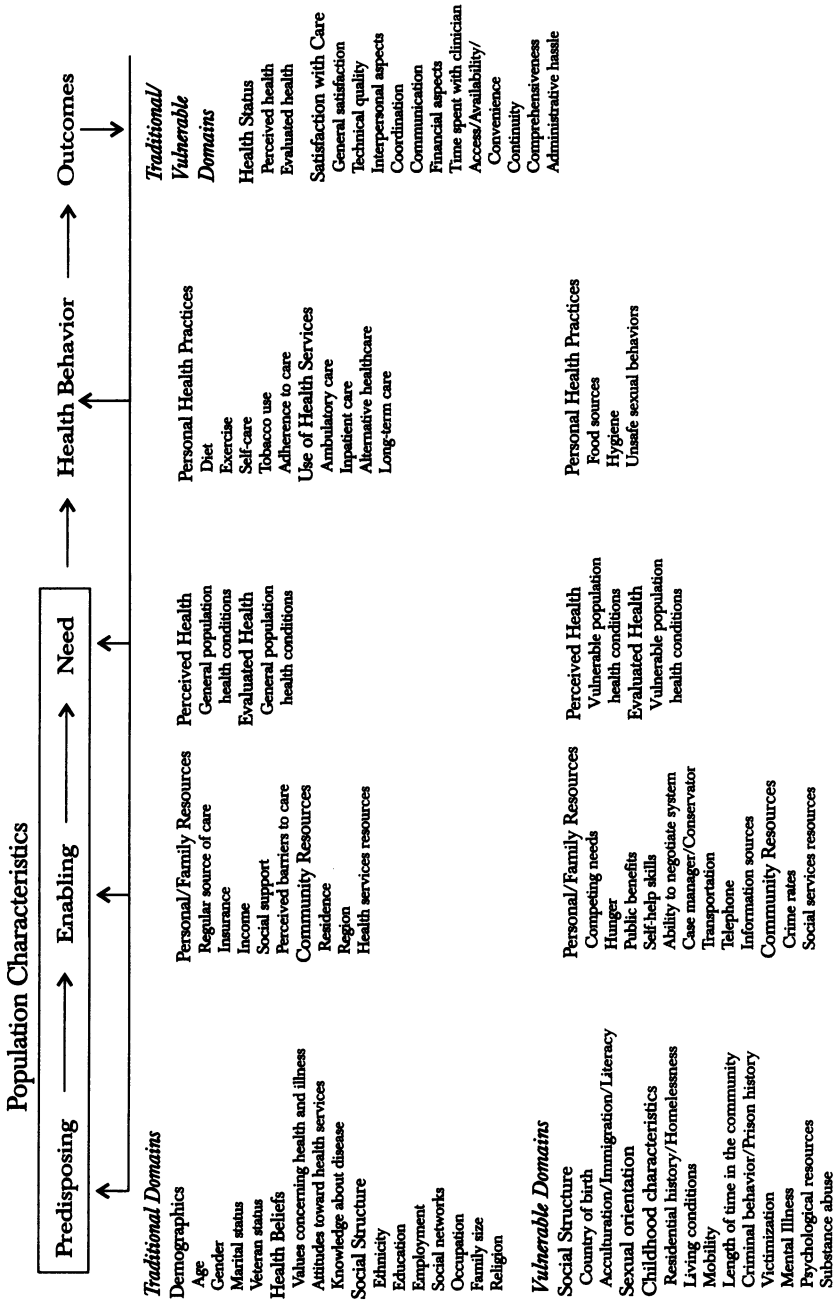 Population Characteristics
Predisposing
Enabling
Need
Health Behavior
Outcomes
Traditional Domains
Demographics
Age
Gender
Marital status
Veteran status
Health Beliefs
Values concerning health and illness
Attitudes toward health services
Knowledge about disease
Social Structure
Ethnicity
Education
Employment
Social networks
Occupation
Family size
Religion
Personal/Family Resources
Regular source of care
Insurance
Income
Social support
Perceived barriers to care
Community Resources
Residence
Region
Health services resources
Perceived Health
General population
health conditions
Evaluated Health
General population
health conditions
Personal Health Practices
Diet
Exercise
Self-care
Tobacco use
Adherence to care
Use of Health Services
Ambulatory care
Inpatient care
Alternative healthcare
Long-term care
Traditional/
Vulnerable
Domains
Health Status
Perceived health
Evaluated health
Satisfaction with Care
General satisfaction
Technical quality
Interpersonal aspects
Coordination
Communication
Financial aspects
Time spent with clinician
Access/Availability/
Convenience
Continuity
Comprehensiveness
Administrative hassle
Vulnerable Domains
Social Structure
Country of birth
Acculturation/Immigration/Literacy
Sexual orientation
Childhood characteristics
Residential history/Homelessness
Living conditions
Mobility
Length of time in the community
Criminal behavior/Prison history
Victimization
Mental Illness
Psychological resources
Substance abuse
Personal/Family Resources
Competing needs
Hunger
Public benefits
Self-help skills
Ability to negotiate system
Case manager/Conservator
Transportation
Telephone
Information sources
Community Resources
Crime rates
Social services resources
Perceived Health
Vulnerable population
health conditions
Evaluated Health
Vulnerable population
health conditions
Personal Health Practices
Food sources
Hygiene
Unsafe sexual behaviors